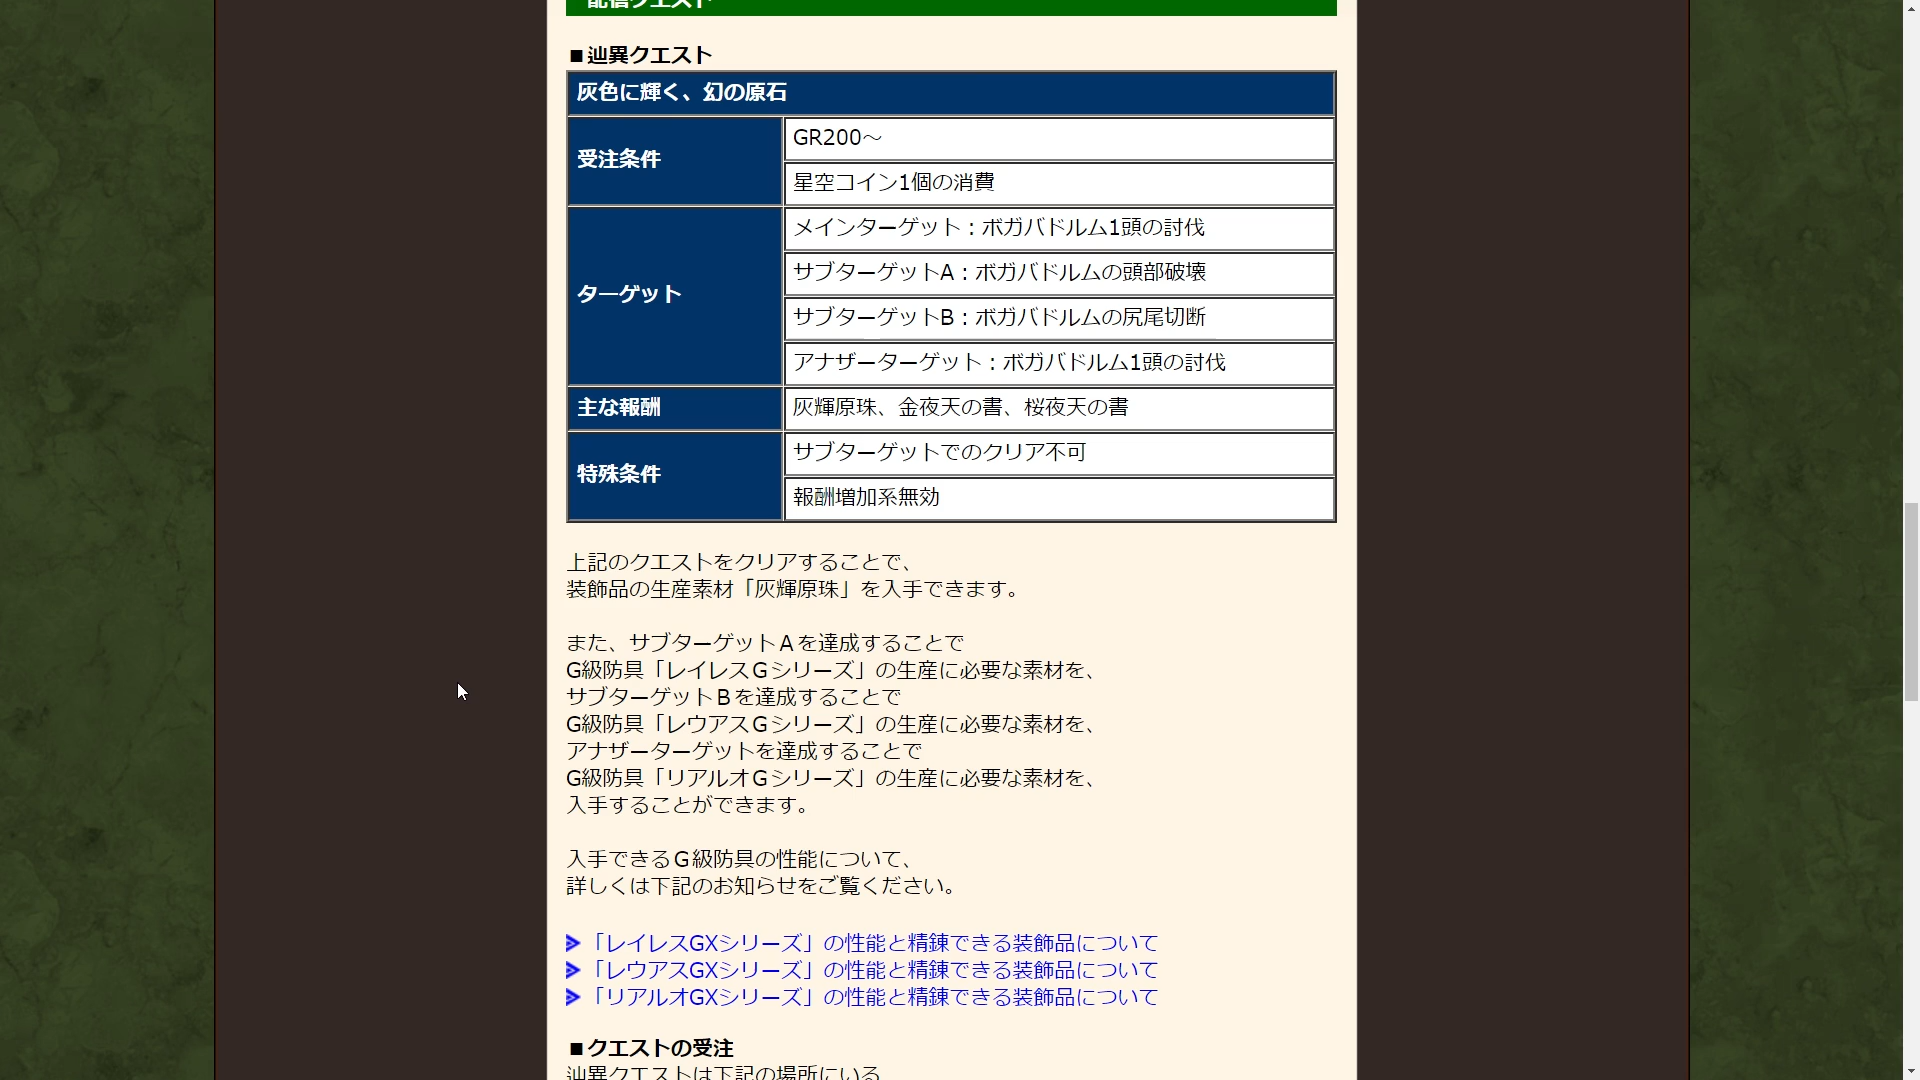 配信クエスト
■辿異クエスト
灰色に輝く、幻の原石
受注条件
GR200～
星空コイン1個の消費
ターゲット
メインターゲット：ボガバドルム1頭の討伐
サブターゲットA：ボガバドルムの頭部破壊
サブターゲットB：ボガバドルムの尻尾切断
アナザーターゲット：ボガバドルム1頭の討伐
主な報酬
灰輝原珠、金夜天の書、桜夜天の書
特殊条件
サブターゲットでのクリア不可
報酬増加系無効
上記のクエストをクリアすることで、
装飾品の生産素材「灰輝原珠」を入手できます。
また、サブターゲットＡを達成することで
G級防具「レイレスＧシリーズ」の生産に必要な素材を、
サブターゲットＢを達成することで
G級防具「レウアスＧシリーズ」の生産に必要な素材を、
アナザーターゲットを達成することで
G級防具「リアルオＧシリーズ」の生産に必要な素材を、
入手することができます。
入手できるＧ級防具の性能について、
詳しくは下記のお知らせをご覧ください。
「レイレスGXシリーズ」の性能と精錬できる装飾品について
「レウアスGXシリーズ」の性能と精錬できる装飾品について
「リアルオGXシリーズ」の性能と精錬できる装飾品について
■クエストの受注
辿異クエストは下記の場所にいる